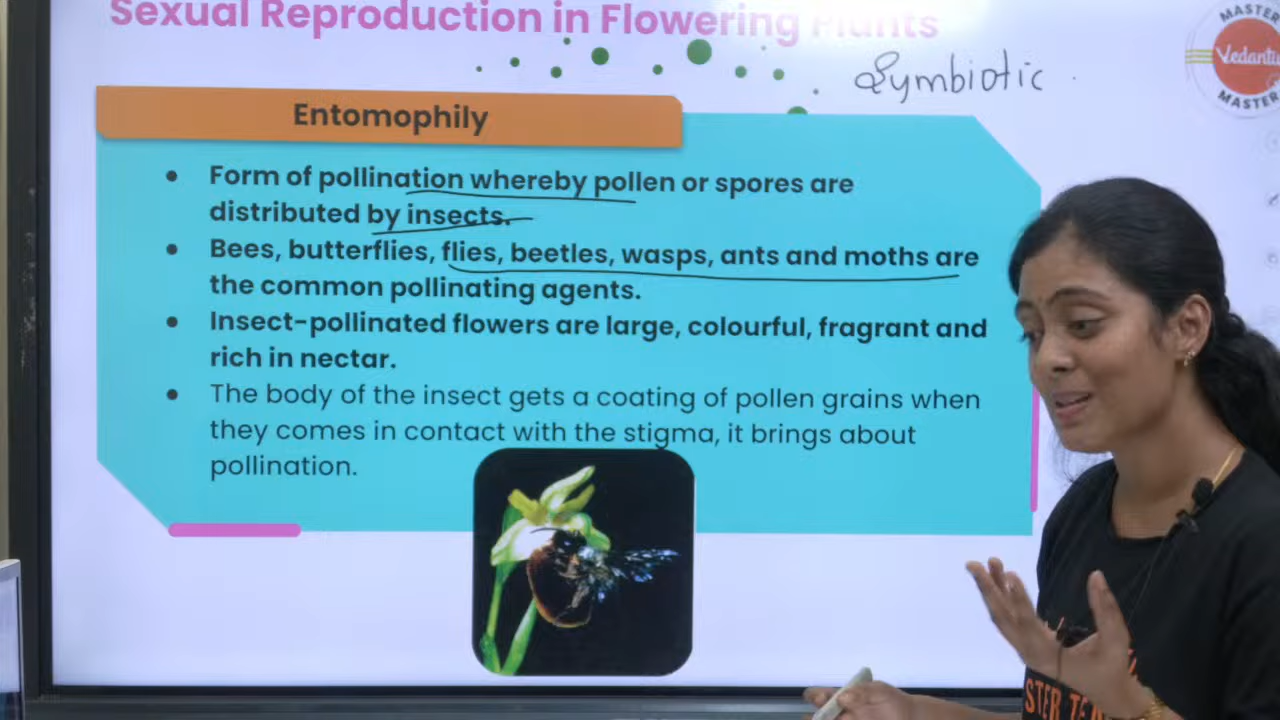 Sexual Reproduction in Flowering Plants
MASTER
Vedantu
MASTER
Symbiotic
Entomophily
• Form of pollination whereby pollen or spores are
distributed by insects.
• Bees, butterflies, flies, beetles, wasps, ants and moths are
the common pollinating agents.
• Insect-pollinated flowers are large, colourful, fragrant and
rich in nectar.
• The body of the insect gets a coating of pollen grains when
they comes in contact with the stigma, it brings about
pollination.